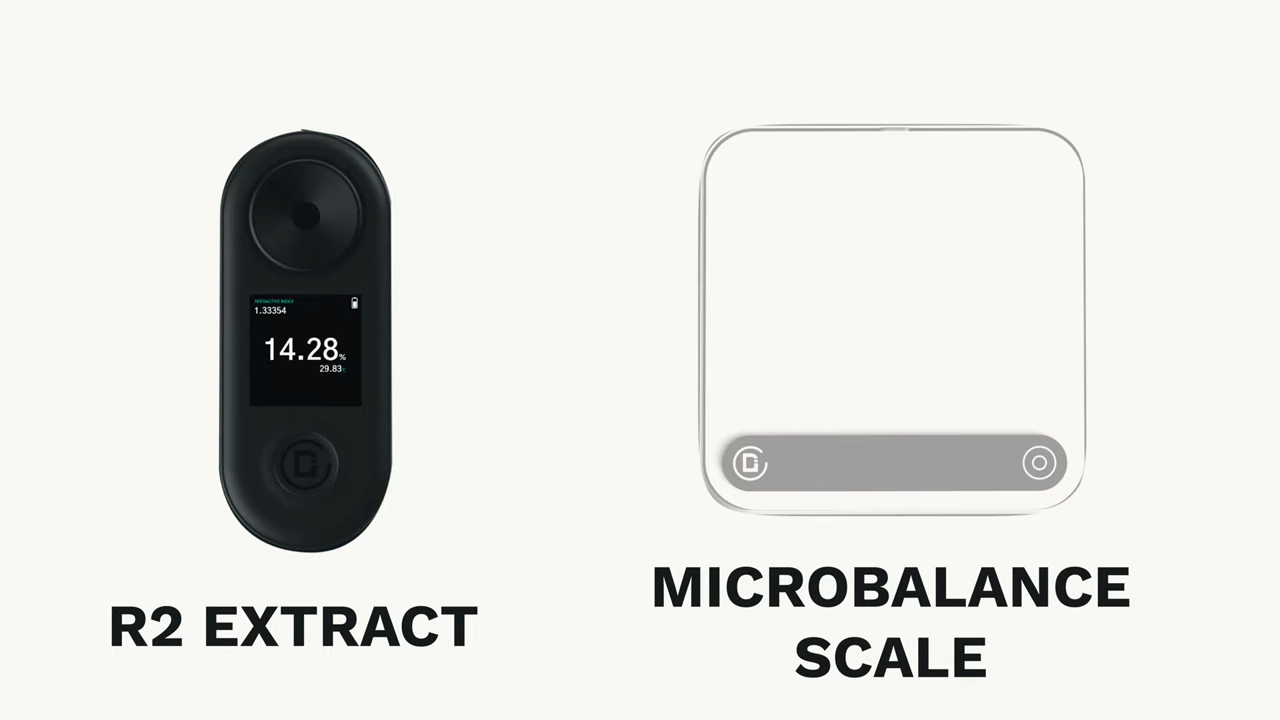 REFRACTIVE INDEX
1.33354
14.28%
29.83°C
R2 EXTRACT
MICROBALANCE
SCALE